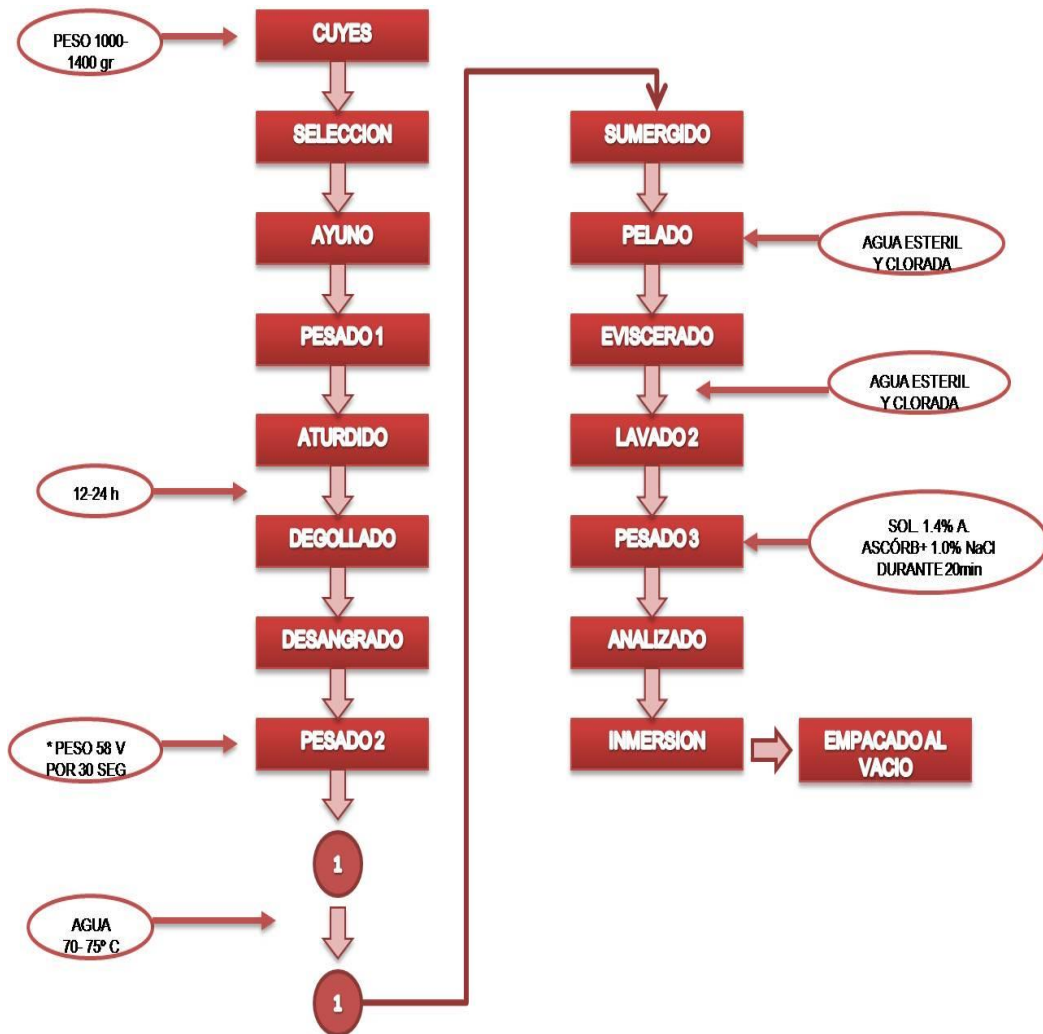 PESO 1000-
1400 gr
CUYES
SELECCION
AYUNO
PESADO 1
ATURDIDO
12-24 h
DEGOLLADO
DESANGRADO
* PESO 58 V
POR 30 SEG
PESADO 2
1
AGUA
70- 75º C
1
SUMERGIDO
PELADO
AGUA ESTERIL
Y CLORADA
EVISCERADO
AGUA ESTERIL
Y CLORADA
LAVADO 2
PESADO 3
SOL. 1.4% A.
ASCÓRB+ 1.0% NaCl
DURANTE 20min
ANALIZADO
INMERSION
EMPACADO AL
VACIO